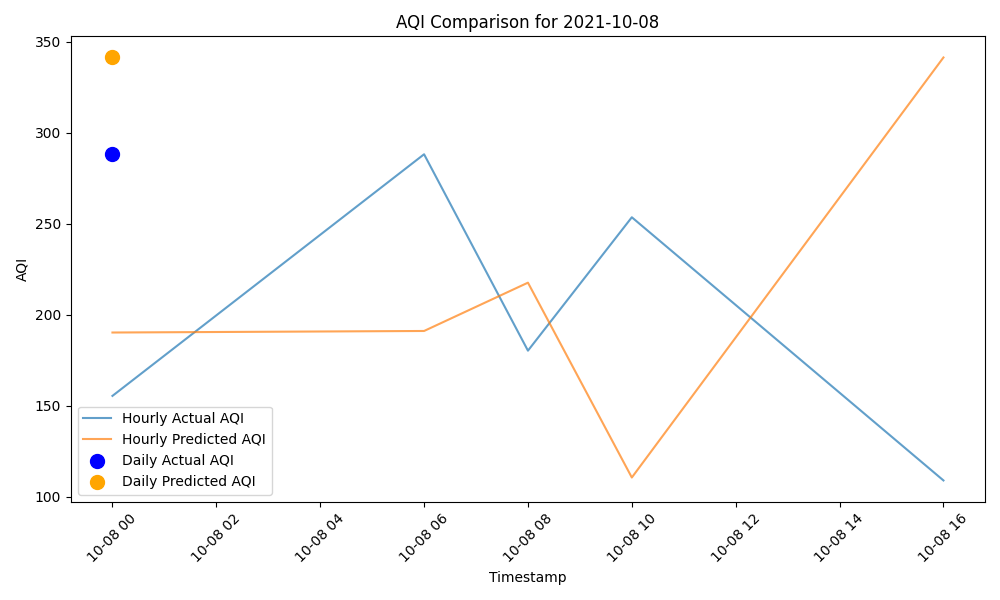 AQI Comparison for 2021-10-08
350
300
250
200
150
100
AQI
Hourly Actual AQI
Hourly Predicted AQI
Daily Actual AQI
Daily Predicted AQI
10-08 00
10-08 02
10-08 04
10-08 06
10-08 08
10-08 10
10-08 12
10-08 14
10-08 16
Timestamp